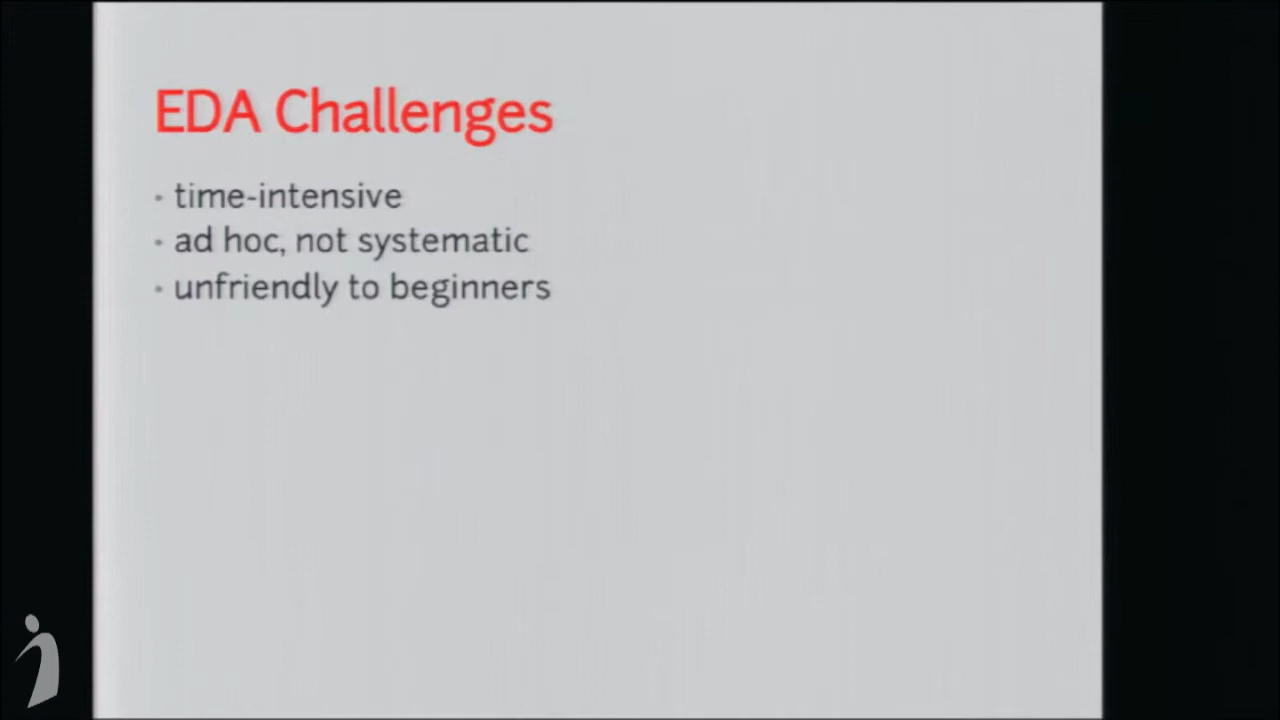 EDA Challenges
· time-intensive
· ad hoc, not systematic
· unfriendly to beginners